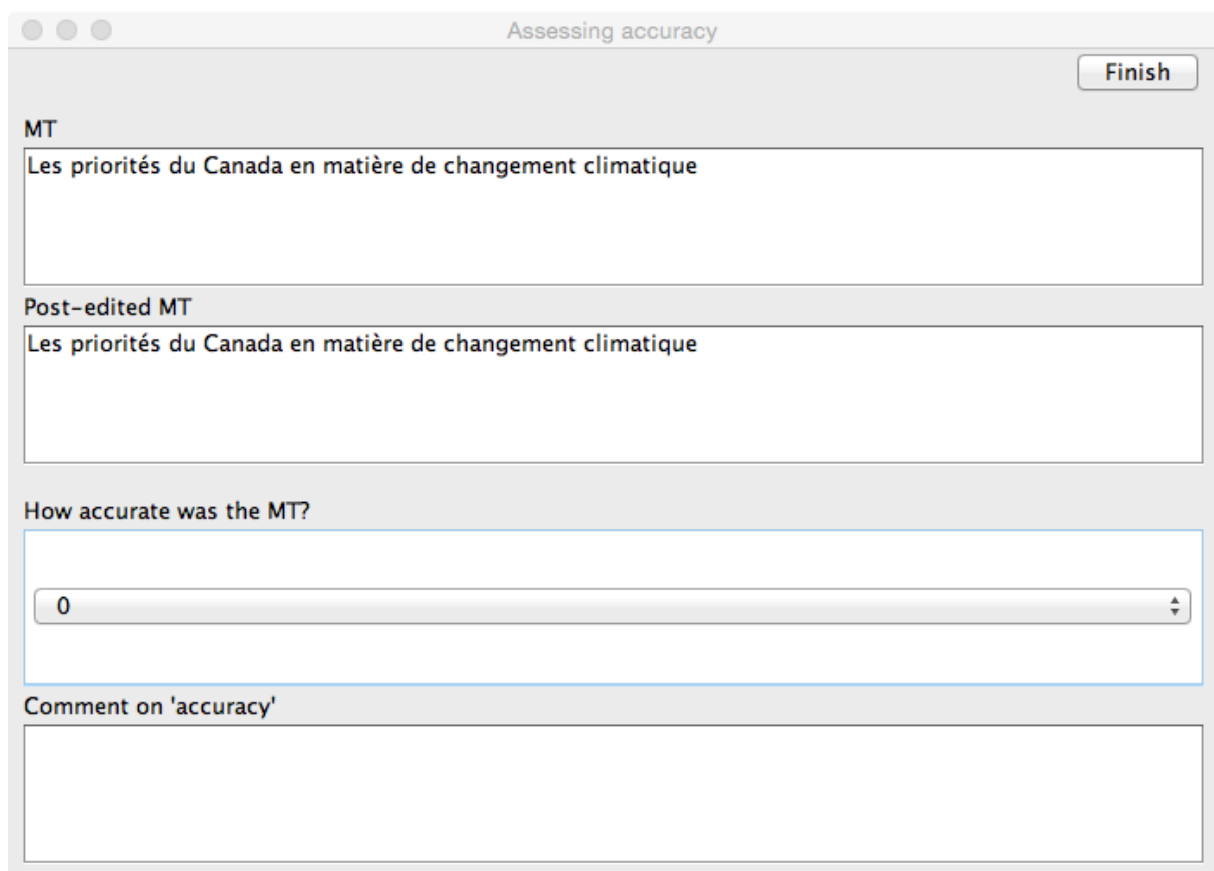 Assessing accuracy
Finish
MT
Les priorités du Canada en matière de changement climatique
Post-edited MT
Les priorités du Canada en matière de changement climatique
How accurate was the MT?
0
Comment on 'accuracy'